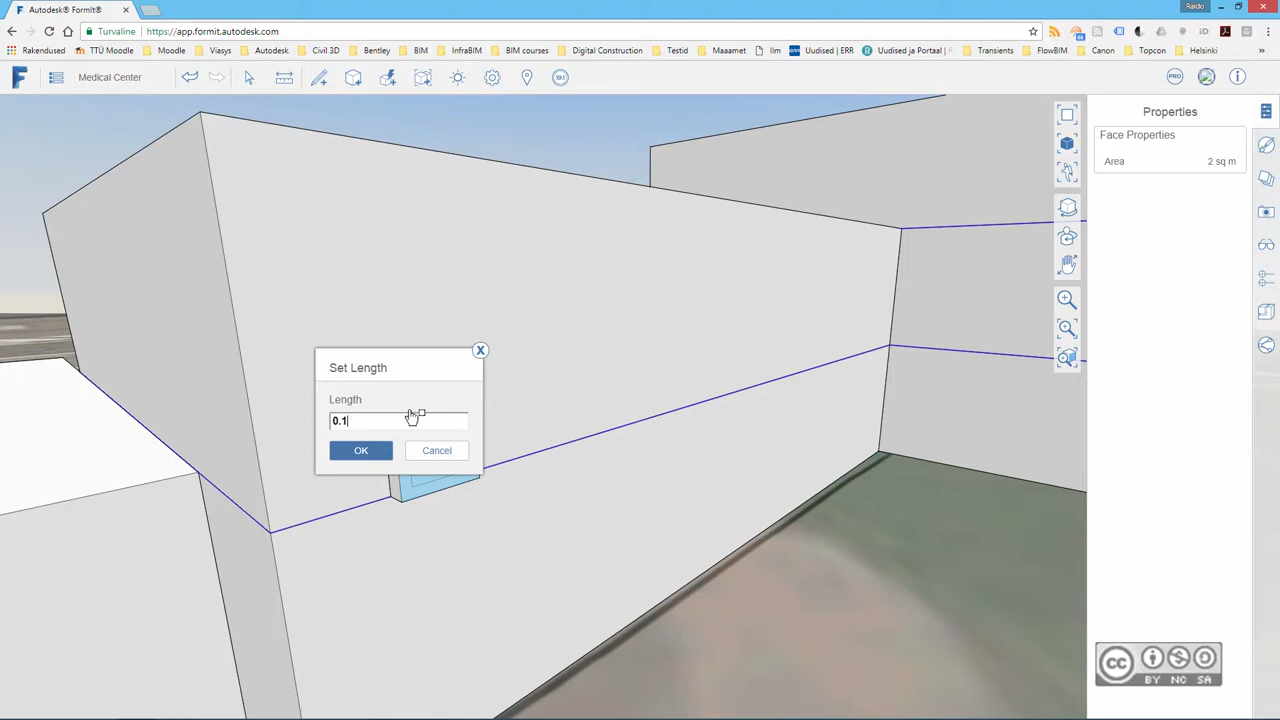 Autodesk® FormIt®
Raido
Turvaline
https://app.formit.autodesk.com
Rakendused
TTÜ Moodle
Moodle
Viasys
Autodesk
Civil 3D
Bentley
BIM
InfraBIM
BIM courses
Digital Construction
Testid
Maaamet
Ilm
Uudised | ERR
Uudised ja Portaal | R
Transients
FlowBIM
Canon
Topcon
Helsinki
»
Medical Center
PRO
Properties
Face Properties
Area 2 sq m
Set Length
X
Length
0.1
OK
Cancel
CC
BY NC SA